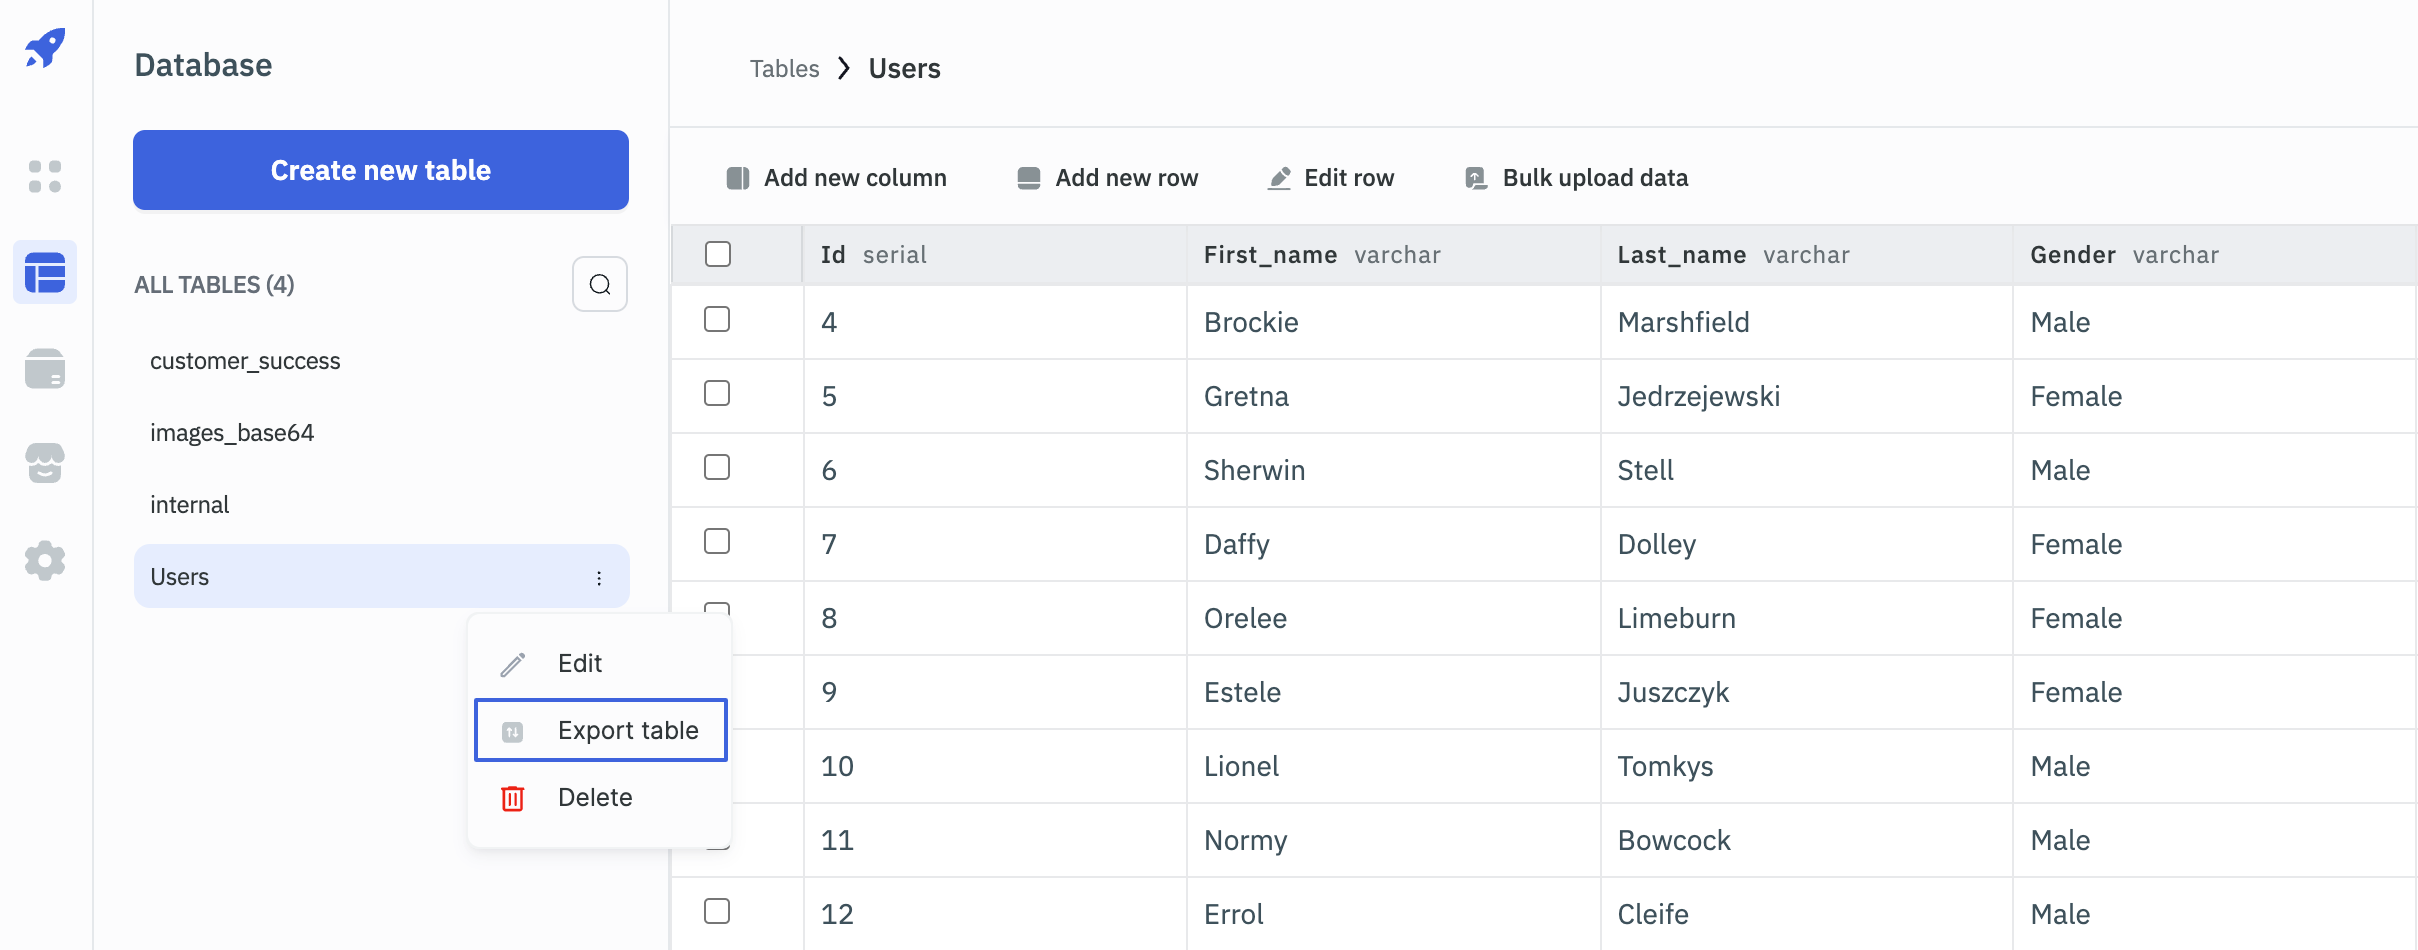 Database
Create new table
ALL TABLES (4)
customer_success
images_base64
internal
Users
Edit
Export table
Delete
Tables > Users
Add new column Add new row Edit row Bulk upload data
Id serial First_name varchar Last_name varchar Gender varchar
4 Brockie Marshfield Male
5 Gretna Jedrzejewski Female
6 Sherwin Stell Male
7 Daffy Dolley Female
8 Orelee Limeburn Female
9 Estele Juszczyk Female
10 Lionel Tomkys Male
11 Normy Bowcock Male
12 Errol Cleife Male